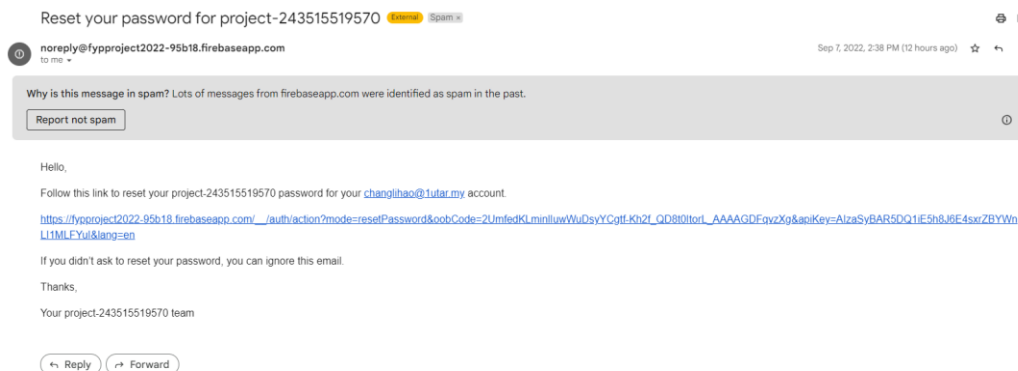 Reset your password for project-243515519570 External Spam ×
noreply@fypproject2022-95b18.firebaseapp.com Sep 7, 2022, 2:38 PM (12 hours ago)
to me
Why is this message in spam? Lots of messages from firebaseapp.com were identified as spam in the past.
Report not spam
Hello,
Follow this link to reset your project-243515519570 password for your changlihao@1utar.my account.
https://fypproject2022-95b18.firebaseapp.com/__/auth/action?mode=resetPassword&oobCode=2UmfedKLminlluwWuDsyYCgtf-Kh2f_QD8t0ItorL_AAAAGDFqvzXg&apiKey=AIzaSyBAR5DQ1iE5h8J6E4sxrZBYWn
LI1MLFYuI&lang=en
If you didn't ask to reset your password, you can ignore this email.
Thanks,
Your project-243515519570 team
Reply Forward